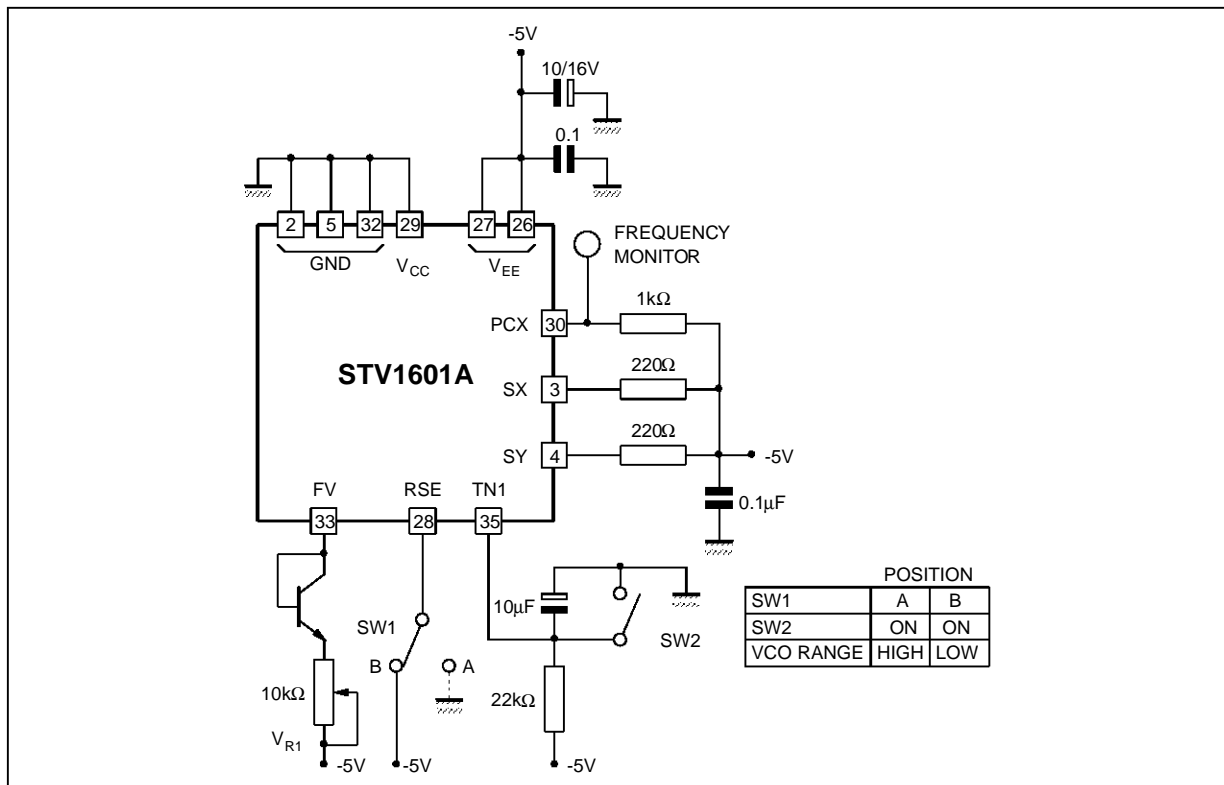 -5V
10/16V
0.1
2 5 32 29 27 26
GND VCC VEE
FREQUENCY
MONITOR
PCX 30 1kΩ
STV1601A
SX 3 220Ω
SY 4 220Ω
-5V
0.1µF
FV RSE TN1
33 28 35
10µF
SW1
SW2
B A
10kΩ
22kΩ
VR1
-5V -5V -5V
POSITION
SW1 A B
SW2 ON ON
VCO RANGE HIGH LOW